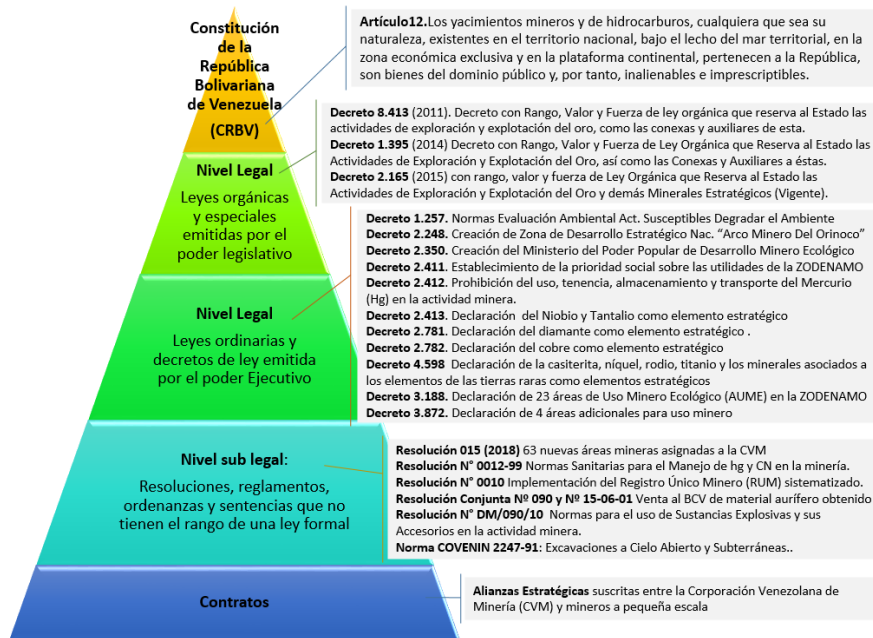 Constitución
de la
República
Bolivariana
de Venezuela
(CRBV)
Artículo12.Los yacimientos mineros y de hidrocarburos, cualquiera que sea su
naturaleza, existentes en el territorio nacional, bajo el lecho del mar territorial, en la
zona económica exclusiva y en la plataforma continental, pertenecen a la República,
son bienes del dominio público y, por tanto, inalienables e imprescriptibles.
Nivel Legal
Leyes orgánicas
y especiales
emitidas por el
poder legislativo
Decreto 8.413 (2011). Decreto con Rango, Valor y Fuerza de ley orgánica que reserva al Estado las
actividades de exploración y explotación del oro, como las conexas y auxiliares de esta.
Decreto 1.395 (2014) Decreto con Rango, Valor y Fuerza de Ley Orgánica que Reserva al Estado las
Actividades de Exploración y Explotación del Oro, así como las Conexas y Auxiliares a éstas.
Decreto 2.165 (2015) con rango, valor y fuerza de Ley Orgánica que Reserva al Estado las
Actividades de Exploración y Explotación del Oro y demás Minerales Estratégicos (Vigente).
Nivel Legal
Leyes ordinarias y
decretos de ley emitida
por el poder Ejecutivo
Decreto 1.257. Normas Evaluación Ambiental Act. Susceptibles Degradar el Ambiente
Decreto 2.248. Creación de Zona de Desarrollo Estratégico Nac. “Arco Minero Del Orinoco”
Decreto 2.350. Creación del Ministerio del Poder Popular de Desarrollo Minero Ecológico
Decreto 2.411. Establecimiento de la prioridad social sobre las utilidades de la ZODENAMO
Decreto 2.412. Prohibición del uso, tenencia, almacenamiento y transporte del Mercurio
(Hg) en la actividad minera.
Decreto 2.413. Declaración del Niobio y Tantalio como elemento estratégico
Decreto 2.781. Declaración del diamante como elemento estratégico .
Decreto 2.782. Declaración del cobre como elemento estratégico
Decreto 4.598 Declaración de la casiterita, níquel, rodio, titanio y los minerales asociados a
los elementos de las tierras raras como elementos estratégicos
Decreto 3.188. Declaración de 23 áreas de Uso Minero Ecológico (AUME) en la ZODENAMO
Decreto 3.872. Declaración de 4 áreas adicionales para uso minero
Nivel sub legal:
Resoluciones, reglamentos,
ordenanzas y sentencias que no
tienen el rango de una ley formal
Resolución 015 (2018) 63 nuevas áreas mineras asignadas a la CVM
Resolución N° 0012-99 Normas Sanitarias para el Manejo de hg y CN en la minería.
Resolución N° 0010 Implementación del Registro Único Minero (RUM) sistematizado.
Resolución Conjunta Nº 090 y Nº 15-06-01 Venta al BCV de material aurífero obtenido
Resolución N° DM/090/10 Normas para el uso de Sustancias Explosivas y sus
Accesorios en la actividad minera.
Norma COVENIN 2247-91: Excavaciones a Cielo Abierto y Subterráneas..
Contratos
Alianzas Estratégicas suscritas entre la Corporación Venezolana de
Minería (CVM) y mineros a pequeña escala